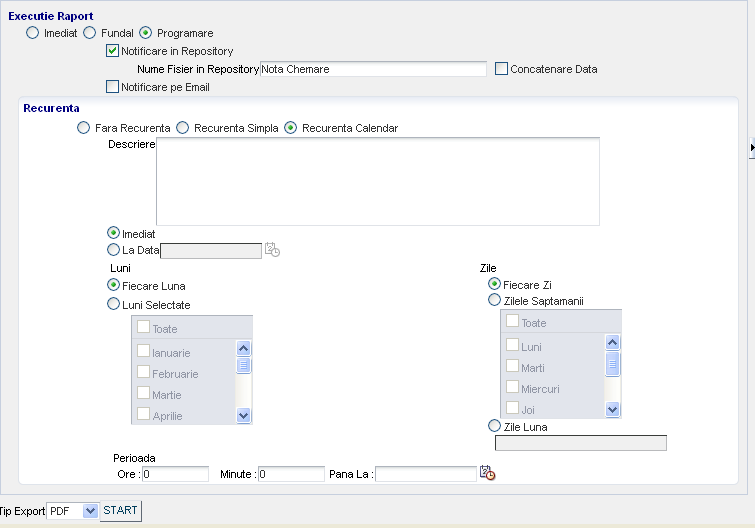 Executie Raport
Imediat Fundal Programare
Notificare in Repository
Nume Fisier in Repository Nota Chemare Concatenare Data
Notificare pe Email
Recurenta
Fara Recurenta Recurenta Simpla Recurenta Calendar
Descriere
Imediat
La Data
Luni
Fiecare Luna
Luni Selectate
Toate
Ianuarie
Februarie
Martie
Aprilie
Zile
Fiecare Zi
Zilele Saptamanii
Toate
Luni
Marti
Miercuri
Joi
Zile Luna
Perioada
Ore : 0 Minute : 0 Pana La :
Tip Export PDF START